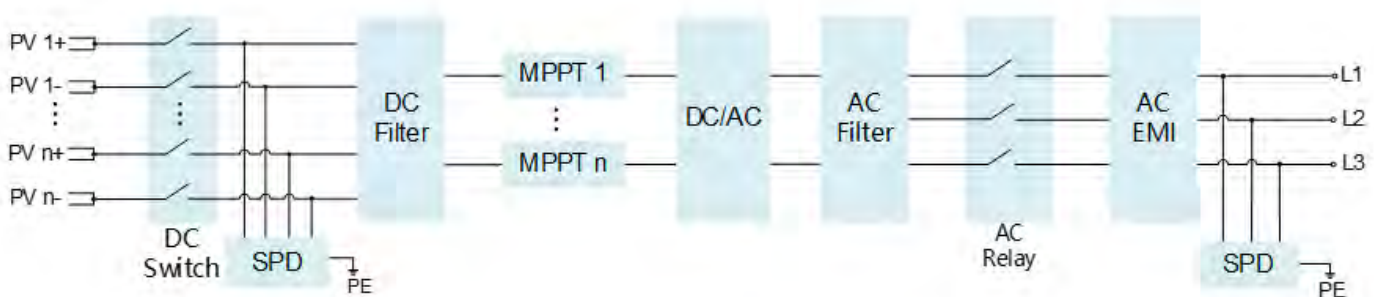 PV 1+
PV 1-
PV n+
PV n-
DC
Switch
SPD
PE
DC
Filter
MPPT 1
MPPT n
DC/AC
AC
Filter
AC
Relay
AC
EMI
L1
L2
L3
SPD
PE